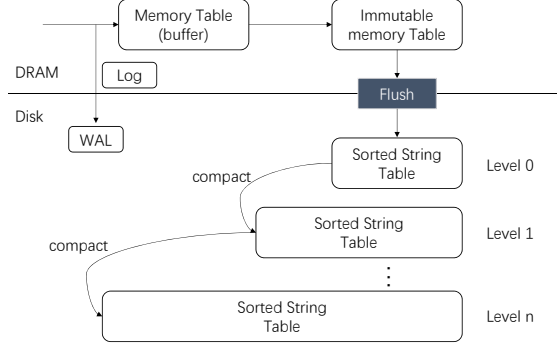 Memory Table
(buffer)
Immutable
memory Table
DRAM
Log
Flush
Disk
WAL
Sorted String
Table
Level 0
compact
Sorted String
Table
Level 1
compact
Sorted String
Table
Level n